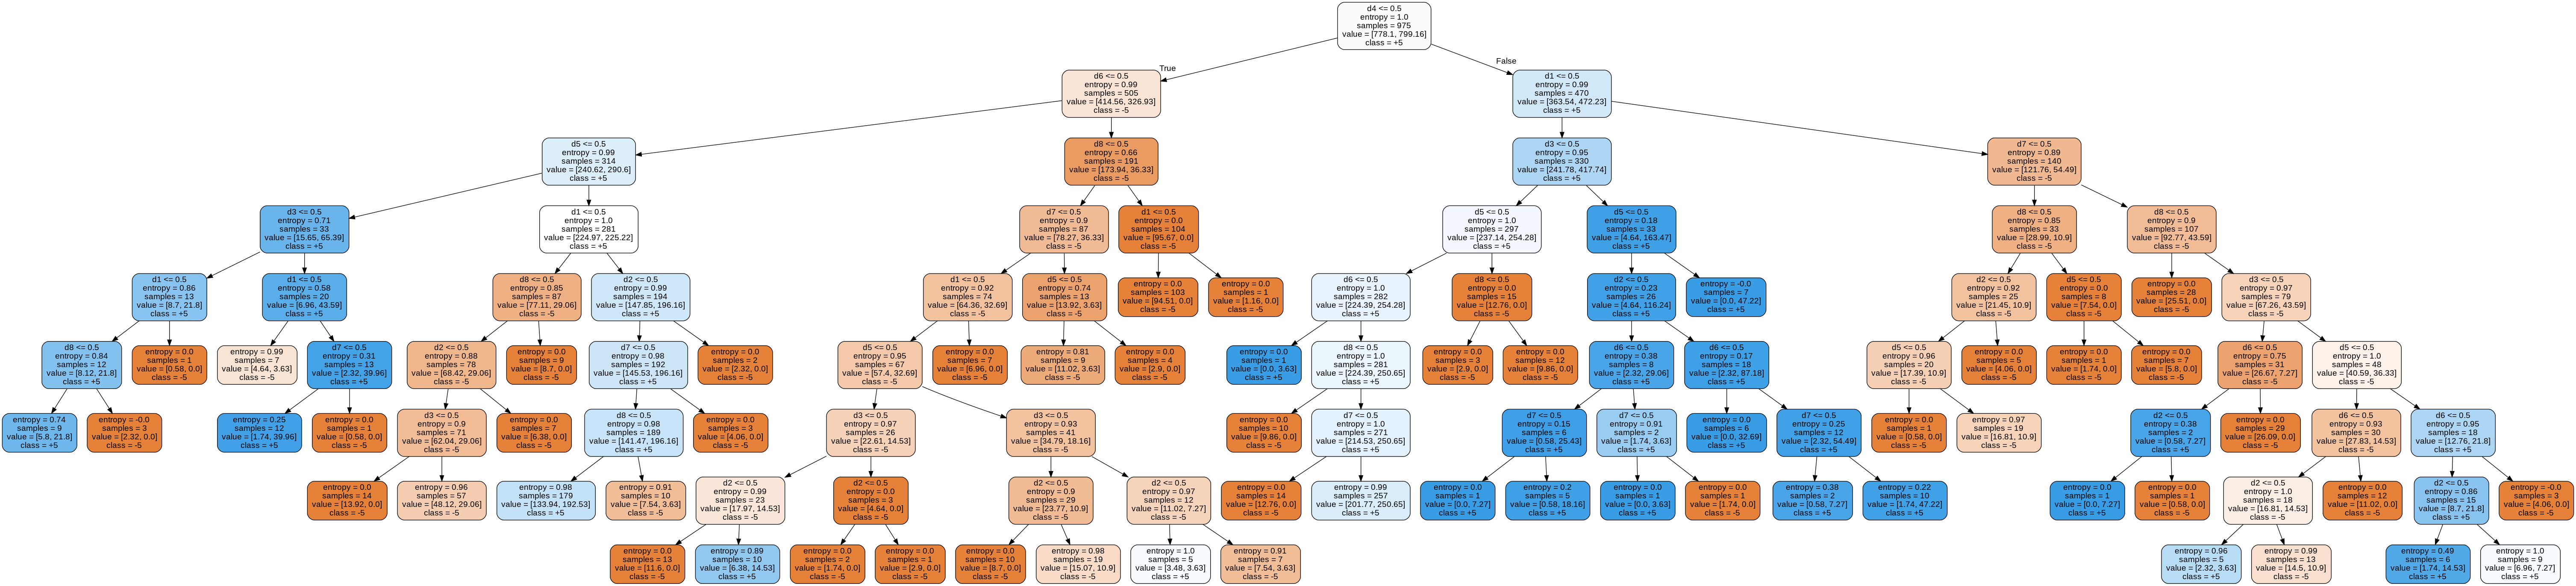 d4 <= 0.5
entropy = 1.0
samples = 975
value = [778.1, 799.16]
class = +5
True
False
d6 <= 0.5
entropy = 0.99
samples = 505
value = [414.56, 326.93]
class = -5
d1 <= 0.5
entropy = 0.99
samples = 470
value = [363.54, 472.23]
class = +5
d5 <= 0.5
entropy = 0.99
samples = 314
value = [240.62, 290.6]
class = +5
d8 <= 0.5
entropy = 0.66
samples = 191
value = [173.94, 36.33]
class = -5
d3 <= 0.5
entropy = 0.95
samples = 330
value = [241.78, 417.74]
class = +5
d7 <= 0.5
entropy = 0.89
samples = 140
value = [121.76, 54.49]
class = -5
d3 <= 0.5
entropy = 0.71
samples = 33
value = [15.65, 65.39]
class = +5
d1 <= 0.5
entropy = 1.0
samples = 281
value = [224.97, 225.22]
class = +5
d7 <= 0.5
entropy = 0.9
samples = 87
value = [78.27, 36.33]
class = -5
d1 <= 0.5
entropy = 0.0
samples = 104
value = [95.67, 0.0]
class = -5
d5 <= 0.5
entropy = 1.0
samples = 297
value = [237.14, 254.28]
class = +5
d5 <= 0.5
entropy = 0.18
samples = 33
value = [4.64, 163.47]
class = +5
d8 <= 0.5
entropy = 0.85
samples = 33
value = [28.99, 10.9]
class = -5
d8 <= 0.5
entropy = 0.9
samples = 107
value = [92.77, 43.59]
class = -5
d1 <= 0.5
entropy = 0.86
samples = 13
value = [8.7, 21.8]
class = +5
d1 <= 0.5
entropy = 0.58
samples = 20
value = [6.96, 43.59]
class = +5
d8 <= 0.5
entropy = 0.85
samples = 87
value = [77.11, 29.06]
class = -5
d2 <= 0.5
entropy = 0.99
samples = 194
value = [147.85, 196.16]
class = +5
d1 <= 0.5
entropy = 0.92
samples = 74
value = [64.36, 32.69]
class = -5
d5 <= 0.5
entropy = 0.74
samples = 13
value = [13.92, 3.63]
class = -5
entropy = 0.0
samples = 103
value = [94.51, 0.0]
class = -5
entropy = 0.0
samples = 1
value = [1.16, 0.0]
class = -5
d6 <= 0.5
entropy = 1.0
samples = 282
value = [224.39, 254.28]
class = +5
d8 <= 0.5
entropy = 0.0
samples = 15
value = [12.76, 0.0]
class = -5
d2 <= 0.5
entropy = 0.23
samples = 26
value = [4.64, 116.24]
class = +5
entropy = -0.0
samples = 7
value = [0.0, 47.22]
class = +5
d2 <= 0.5
entropy = 0.92
samples = 25
value = [21.45, 10.9]
class = -5
d5 <= 0.5
entropy = 0.0
samples = 8
value = [7.54, 0.0]
class = -5
entropy = 0.0
samples = 28
value = [25.51, 0.0]
class = -5
d3 <= 0.5
entropy = 0.97
samples = 79
value = [67.26, 43.59]
class = -5
d8 <= 0.5
entropy = 0.84
samples = 12
value = [8.12, 21.8]
class = +5
entropy = 0.0
samples = 1
value = [0.58, 0.0]
class = -5
entropy = 0.99
samples = 7
value = [4.64, 3.63]
class = -5
d7 <= 0.5
entropy = 0.31
samples = 13
value = [2.32, 39.96]
class = +5
d2 <= 0.5
entropy = 0.88
samples = 78
value = [68.42, 29.06]
class = -5
entropy = 0.0
samples = 9
value = [8.7, 0.0]
class = -5
d7 <= 0.5
entropy = 0.98
samples = 192
value = [145.53, 196.16]
class = +5
entropy = 0.0
samples = 2
value = [2.32, 0.0]
class = -5
d5 <= 0.5
entropy = 0.95
samples = 67
value = [57.4, 32.69]
class = -5
entropy = 0.0
samples = 7
value = [6.96, 0.0]
class = -5
entropy = 0.81
samples = 9
value = [11.02, 3.63]
class = -5
entropy = 0.0
samples = 4
value = [2.9, 0.0]
class = -5
entropy = 0.0
samples = 1
value = [0.0, 3.63]
class = +5
d8 <= 0.5
entropy = 1.0
samples = 281
value = [224.39, 250.65]
class = +5
entropy = 0.0
samples = 3
value = [2.9, 0.0]
class = -5
entropy = 0.0
samples = 12
value = [9.86, 0.0]
class = -5
d6 <= 0.5
entropy = 0.38
samples = 8
value = [2.32, 29.06]
class = +5
d6 <= 0.5
entropy = 0.17
samples = 18
value = [2.32, 87.18]
class = +5
d5 <= 0.5
entropy = 0.96
samples = 20
value = [17.39, 10.9]
class = -5
entropy = 0.0
samples = 5
value = [4.06, 0.0]
class = -5
entropy = 0.0
samples = 1
value = [1.74, 0.0]
class = -5
entropy = 0.0
samples = 7
value = [5.8, 0.0]
class = -5
d6 <= 0.5
entropy = 0.75
samples = 31
value = [26.67, 7.27]
class = -5
d5 <= 0.5
entropy = 1.0
samples = 48
value = [40.59, 36.33]
class = -5
entropy = 0.74
samples = 9
value = [5.8, 21.8]
class = +5
entropy = -0.0
samples = 3
value = [2.32, 0.0]
class = -5
entropy = 0.25
samples = 12
value = [1.74, 39.96]
class = +5
entropy = 0.0
samples = 1
value = [0.58, 0.0]
class = -5
d3 <= 0.5
entropy = 0.9
samples = 71
value = [62.04, 29.06]
class = -5
entropy = 0.0
samples = 7
value = [6.38, 0.0]
class = -5
d8 <= 0.5
entropy = 0.98
samples = 189
value = [141.47, 196.16]
class = +5
entropy = 0.0
samples = 3
value = [4.06, 0.0]
class = -5
d3 <= 0.5
entropy = 0.97
samples = 26
value = [22.61, 14.53]
class = -5
d3 <= 0.5
entropy = 0.93
samples = 41
value = [34.79, 18.16]
class = -5
entropy = 0.0
samples = 10
value = [9.86, 0.0]
class = -5
d7 <= 0.5
entropy = 1.0
samples = 271
value = [214.53, 250.65]
class = +5
d7 <= 0.5
entropy = 0.15
samples = 6
value = [0.58, 25.43]
class = +5
d7 <= 0.5
entropy = 0.91
samples = 2
value = [1.74, 3.63]
class = +5
entropy = 0.0
samples = 6
value = [0.0, 32.69]
class = +5
d7 <= 0.5
entropy = 0.25
samples = 12
value = [2.32, 54.49]
class = +5
entropy = 0.0
samples = 1
value = [0.58, 0.0]
class = -5
entropy = 0.97
samples = 19
value = [16.81, 10.9]
class = -5
d2 <= 0.5
entropy = 0.38
samples = 2
value = [0.58, 7.27]
class = +5
entropy = 0.0
samples = 29
value = [26.09, 0.0]
class = -5
d6 <= 0.5
entropy = 0.93
samples = 30
value = [27.83, 14.53]
class = -5
d6 <= 0.5
entropy = 0.95
samples = 18
value = [12.76, 21.8]
class = +5
entropy = 0.0
samples = 14
value = [13.92, 0.0]
class = -5
entropy = 0.96
samples = 57
value = [48.12, 29.06]
class = -5
entropy = 0.98
samples = 179
value = [133.94, 192.53]
class = +5
entropy = 0.91
samples = 10
value = [7.54, 3.63]
class = -5
d2 <= 0.5
entropy = 0.99
samples = 23
value = [17.97, 14.53]
class = -5
d2 <= 0.5
entropy = 0.0
samples = 3
value = [4.64, 0.0]
class = -5
d2 <= 0.5
entropy = 0.9
samples = 29
value = [23.77, 10.9]
class = -5
d2 <= 0.5
entropy = 0.97
samples = 12
value = [11.02, 7.27]
class = -5
entropy = 0.0
samples = 14
value = [12.76, 0.0]
class = -5
entropy = 0.99
samples = 257
value = [201.77, 250.65]
class = +5
entropy = 0.0
samples = 1
value = [0.0, 7.27]
class = +5
entropy = 0.2
samples = 5
value = [0.58, 18.16]
class = +5
entropy = 0.0
samples = 1
value = [0.0, 3.63]
class = +5
entropy = 0.0
samples = 1
value = [1.74, 0.0]
class = -5
entropy = 0.38
samples = 2
value = [0.58, 7.27]
class = +5
entropy = 0.22
samples = 10
value = [1.74, 47.22]
class = +5
entropy = 0.0
samples = 1
value = [0.0, 7.27]
class = +5
entropy = 0.0
samples = 1
value = [0.58, 0.0]
class = -5
d2 <= 0.5
entropy = 1.0
samples = 18
value = [16.81, 14.53]
class = -5
entropy = 0.0
samples = 12
value = [11.02, 0.0]
class = -5
d2 <= 0.5
entropy = 0.86
samples = 15
value = [8.7, 21.8]
class = +5
entropy = -0.0
samples = 3
value = [4.06, 0.0]
class = -5
entropy = 0.0
samples = 13
value = [11.6, 0.0]
class = -5
entropy = 0.89
samples = 10
value = [6.38, 14.53]
class = +5
entropy = 0.0
samples = 2
value = [1.74, 0.0]
class = -5
entropy = 0.0
samples = 1
value = [2.9, 0.0]
class = -5
entropy = 0.0
samples = 10
value = [8.7, 0.0]
class = -5
entropy = 0.98
samples = 19
value = [15.07, 10.9]
class = -5
entropy = 1.0
samples = 5
value = [3.48, 3.63]
class = +5
entropy = 0.91
samples = 7
value = [7.54, 3.63]
class = -5
entropy = 0.96
samples = 5
value = [2.32, 3.63]
class = +5
entropy = 0.99
samples = 13
value = [14.5, 10.9]
class = -5
entropy = 0.49
samples = 6
value = [1.74, 14.53]
class = +5
entropy = 1.0
samples = 9
value = [6.96, 7.27]
class = +5